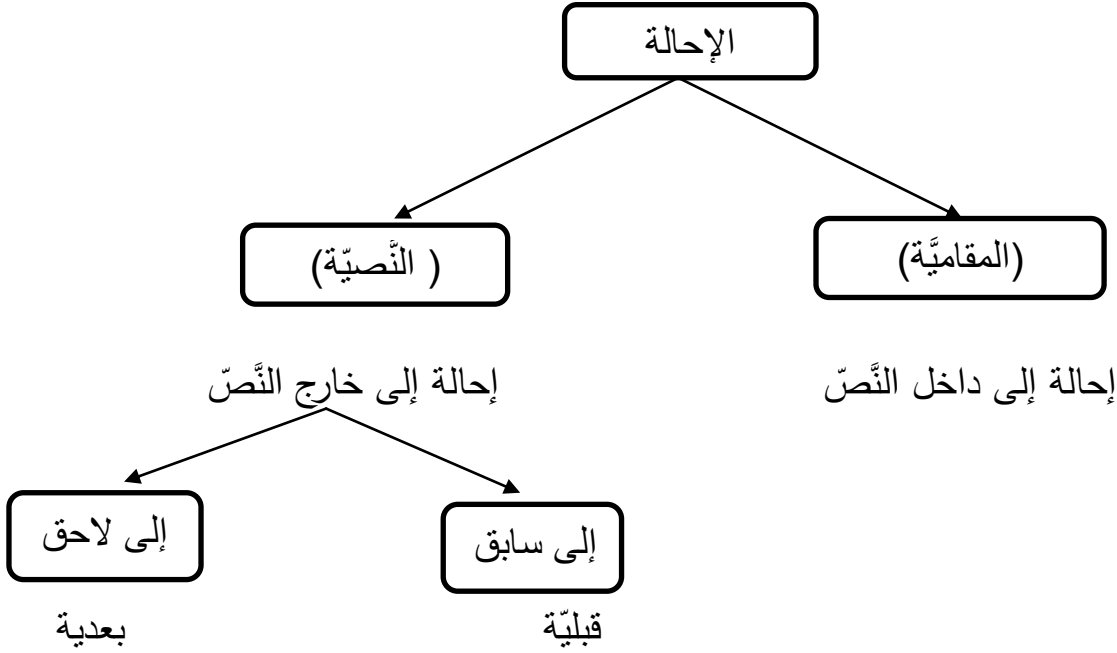 الإحالة
(المقاميَّة)
( النَّصيّة)
إحالة إلى داخل النَّصّ
إحالة إلى خارج النَّصّ
إلى سابق
إلى لاحق
قبليّة
بعدية